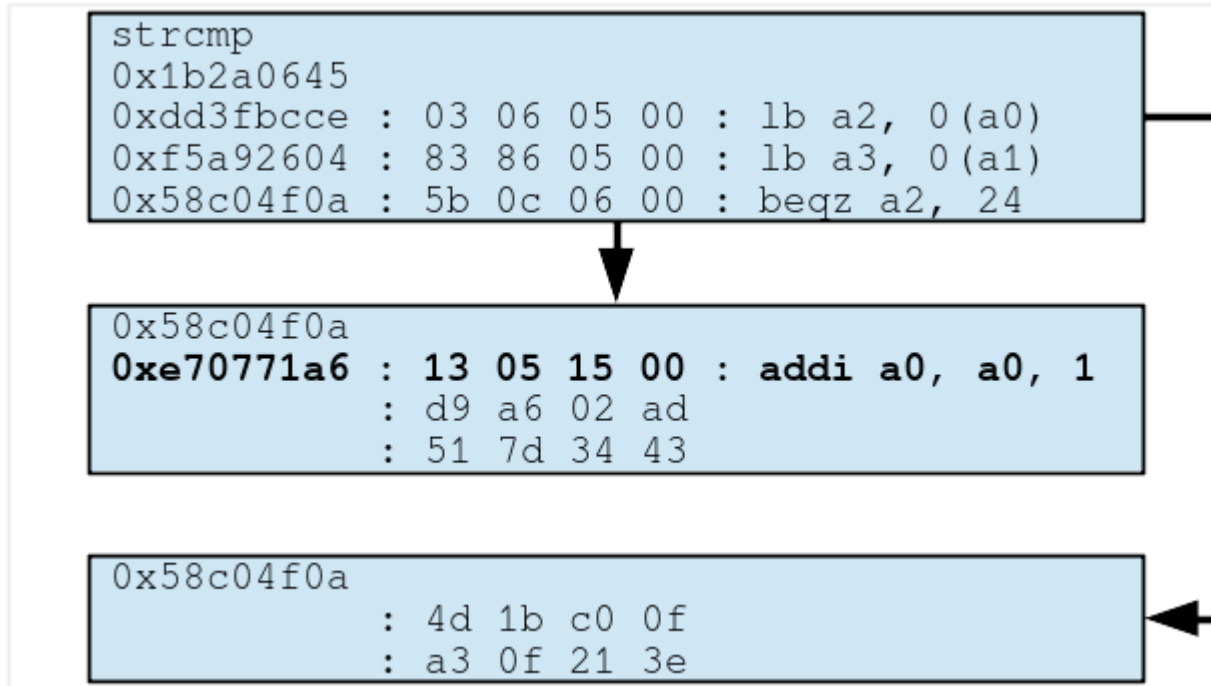 strcmp
0x1b2a0645
0xdd3fbcce : 03 06 05 00 : lb a2, 0(a0)
0xf5a92604 : 83 86 05 00 : lb a3, 0(a1)
0x58c04f0a : 5b 0c 06 00 : beqz a2, 24
0x58c04f0a
0xe70771a6 : 13 05 15 00 : addi a0, a0, 1
: d9 a6 02 ad
: 51 7d 34 43
0x58c04f0a
: 4d 1b c0 0f
: a3 0f 21 3e